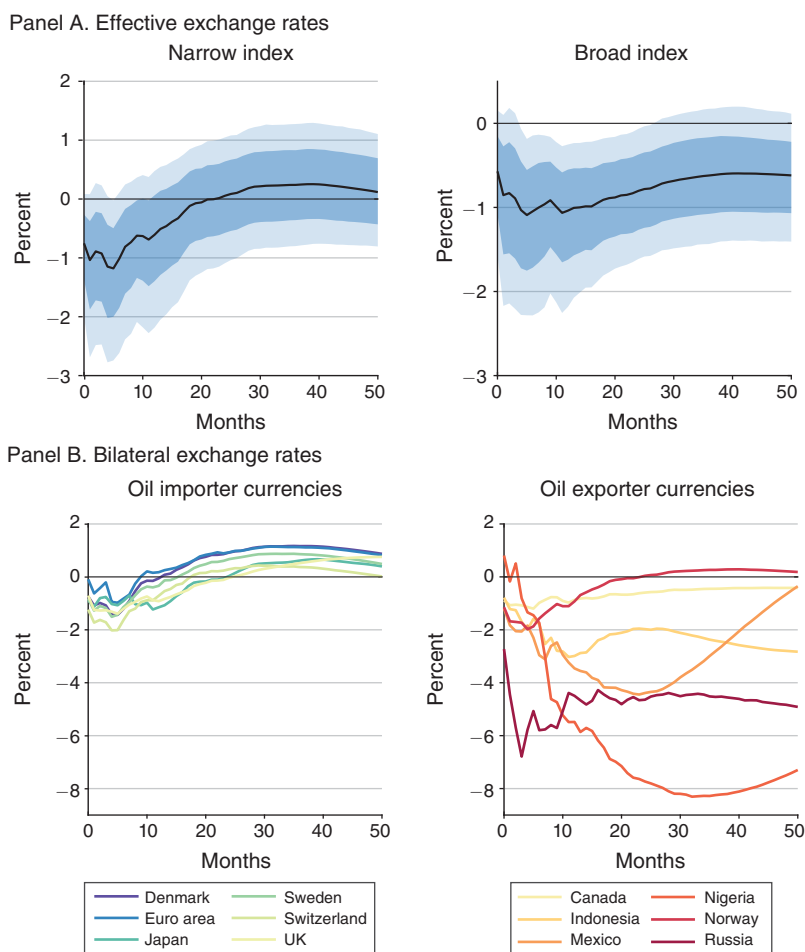 Panel A. Effective exchange rates
Narrow index
Broad index
2
1
0
−1
−2
−3
Percent
0 10 20 30 40 50
Months
0
−1
−2
−3
Percent
0 10 20 30 40 50
Months
Panel B. Bilateral exchange rates
Oil importer currencies
Oil exporter currencies
2
0
−2
−4
−6
−8
Percent
0 10 20 30 40 50
Months
2
0
−2
−4
−6
−8
Percent
0 10 20 30 40 50
Months
Denmark Sweden
Euro area Switzerland
Japan UK
Canada Nigeria
Indonesia Norway
Mexico Russia